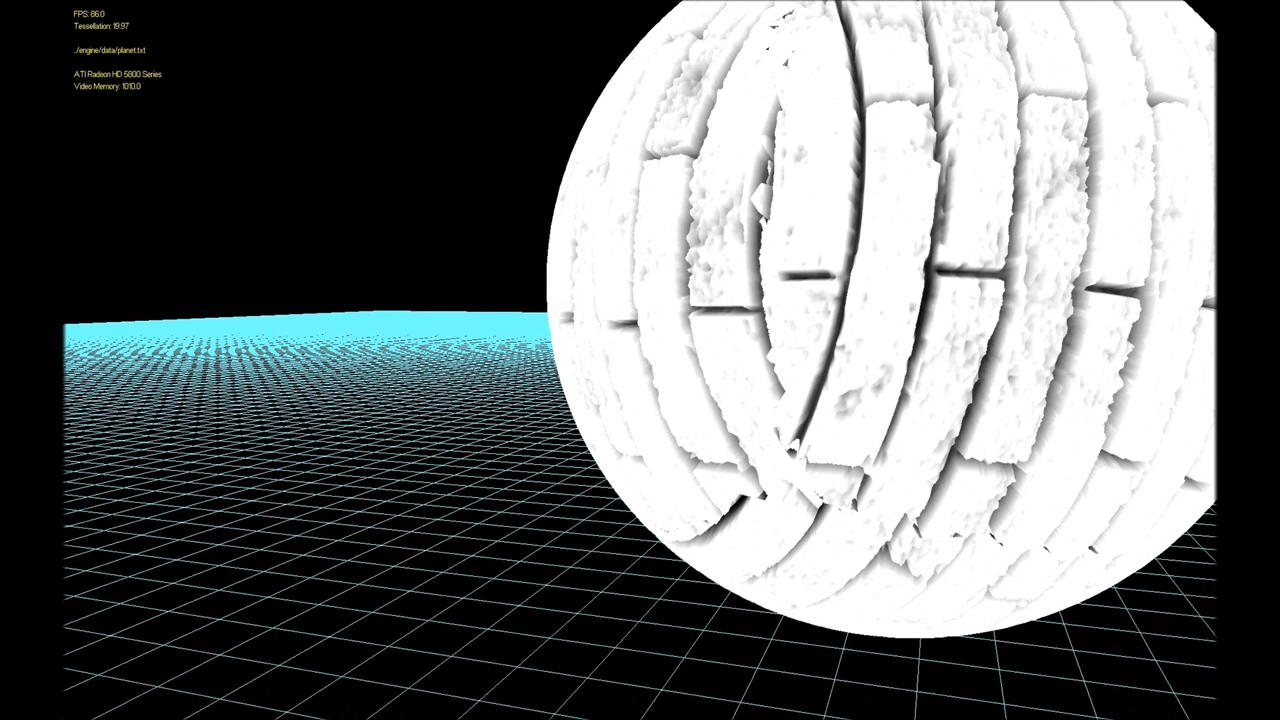 FPS: 86.0
Tessellation: 19.97
../engine/data/planet.txt
ATI Radeon HD 5800 Series
Video Memory: 1010.0